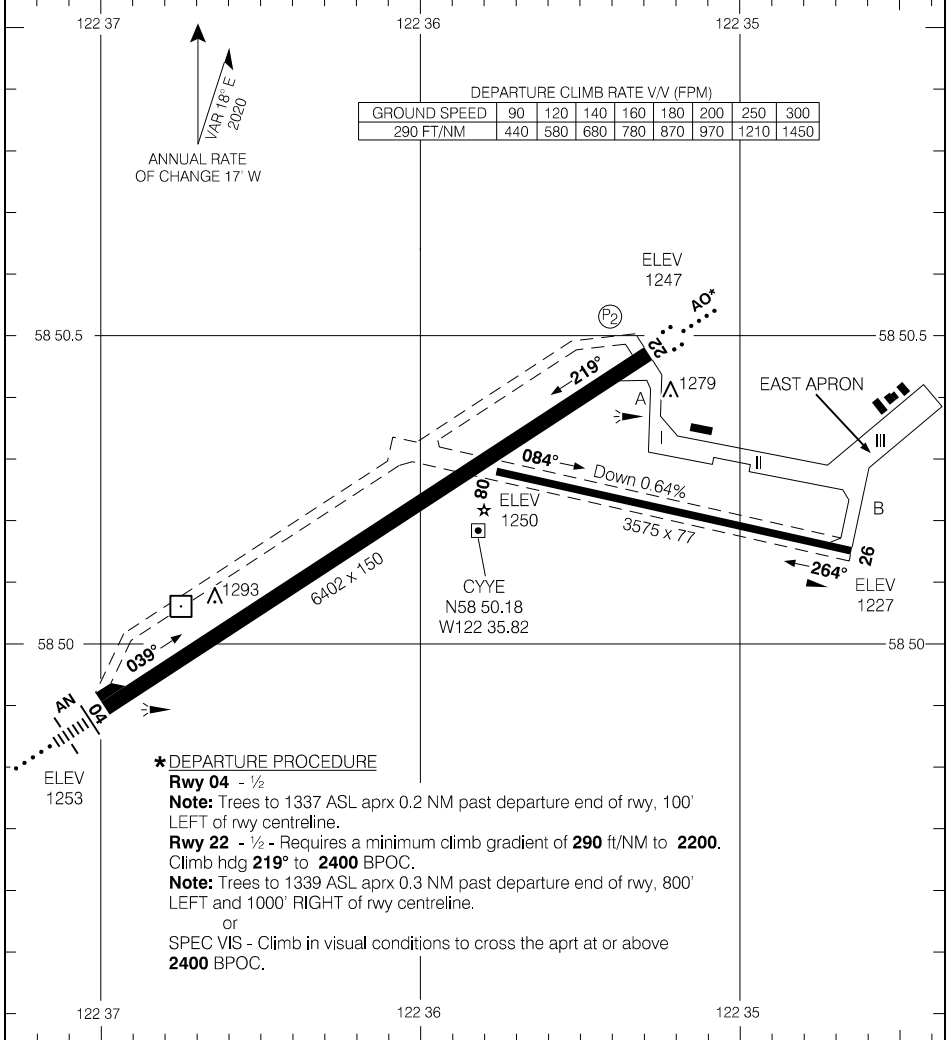 122 37
122 36
122 35
VAR 18° E
2020
ANNUAL RATE
OF CHANGE 17' W
DEPARTURE CLIMB RATE V/V (FPM)
GROUND SPEED 90 120 140 160 180 200 250 300
290 FT/NM 440 580 680 780 870 970 1210 1450
ELEV
1247
AO*
P2
58 50.5
58 50.5
22
219°
1279
EAST APRON
A
I
II
III
B
084°
Down 0.64%
08
ELEV
1250
3575 x 77
26
264°
ELEV
1227
CYYE
N58 50.18
W122 35.82
6402 x 150
1293
58 50
58 50
039°
AN
04
ELEV
1253
* DEPARTURE PROCEDURE
Rwy 04 - ½
Note: Trees to 1337 ASL aprx 0.2 NM past departure end of rwy, 100'
LEFT of rwy centreline.
Rwy 22 - ½ - Requires a minimum climb gradient of 290 ft/NM to 2200.
Climb hdg 219° to 2400 BPOC.
Note: Trees to 1339 ASL aprx 0.3 NM past departure end of rwy, 800'
LEFT and 1000' RIGHT of rwy centreline.
or
SPEC VIS - Climb in visual conditions to cross the aprt at or above
2400 BPOC.
122 37
122 36
122 35